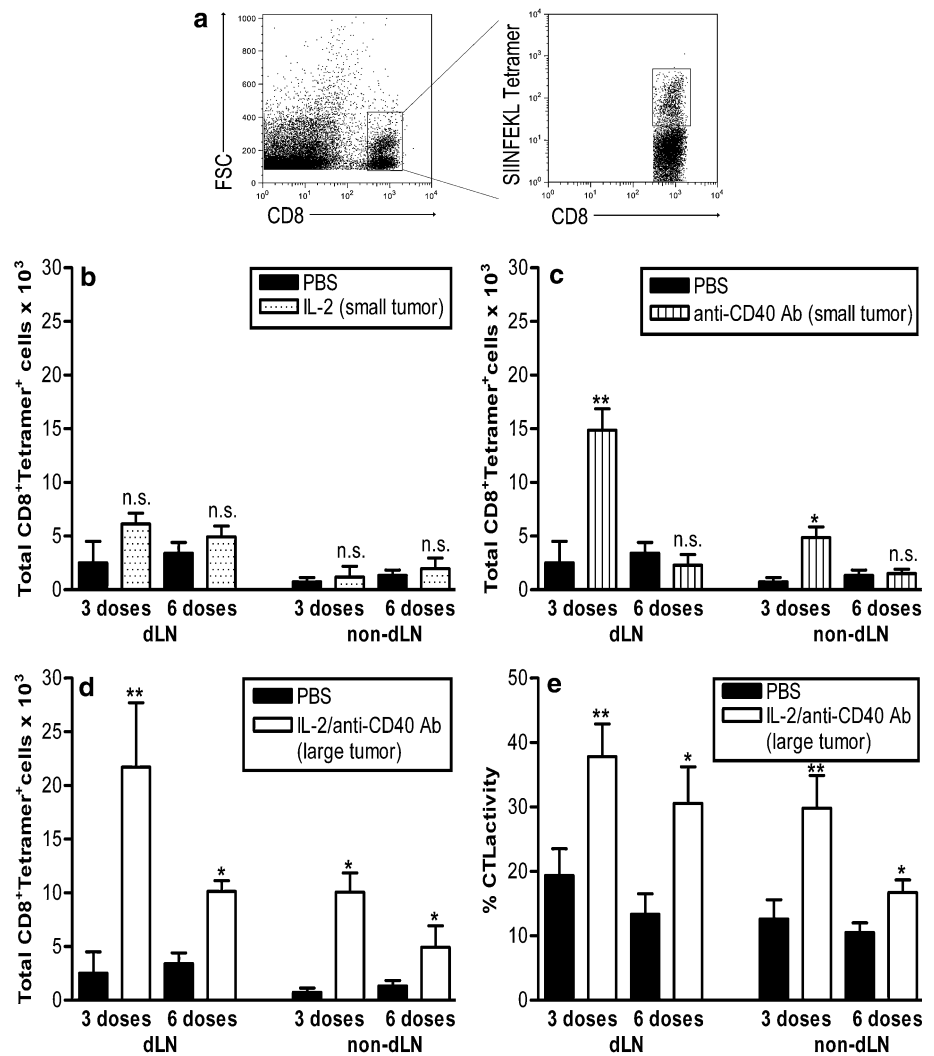 a
FSC
1000
800
600
400
200
0
10⁰ 10¹ 10² 10³ 10⁴
CD8
SIINFEKL Tetramer
10⁴
10³
10²
10¹
10⁰
10⁰ 10¹ 10² 10³ 10⁴
CD8
b
Total CD8⁺Tetramer⁺ cells x 10³
30
25
20
15
10
5
0
PBS
IL-2 (small tumor)
n.s. n.s. n.s. n.s.
3 doses 6 doses 3 doses 6 doses
dLN non-dLN
c
Total CD8⁺Tetramer⁺cells x 10³
30
25
20
15
10
5
0
PBS
anti-CD40 Ab (small tumor)
** n.s. * n.s.
3 doses 6 doses 3 doses 6 doses
dLN non-dLN
d
Total CD8⁺Tetramer⁺cells x 10³
30
25
20
15
10
5
0
PBS
IL-2/anti-CD40 Ab
(large tumor)
** * * *
3 doses 6 doses 3 doses 6 doses
dLN non-dLN
e
% CTLactivity
50
40
30
20
10
0
PBS
IL-2/anti-CD40 Ab
(large tumor)
** * ** *
3 doses 6 doses 3 doses 6 doses
dLN non-dLN